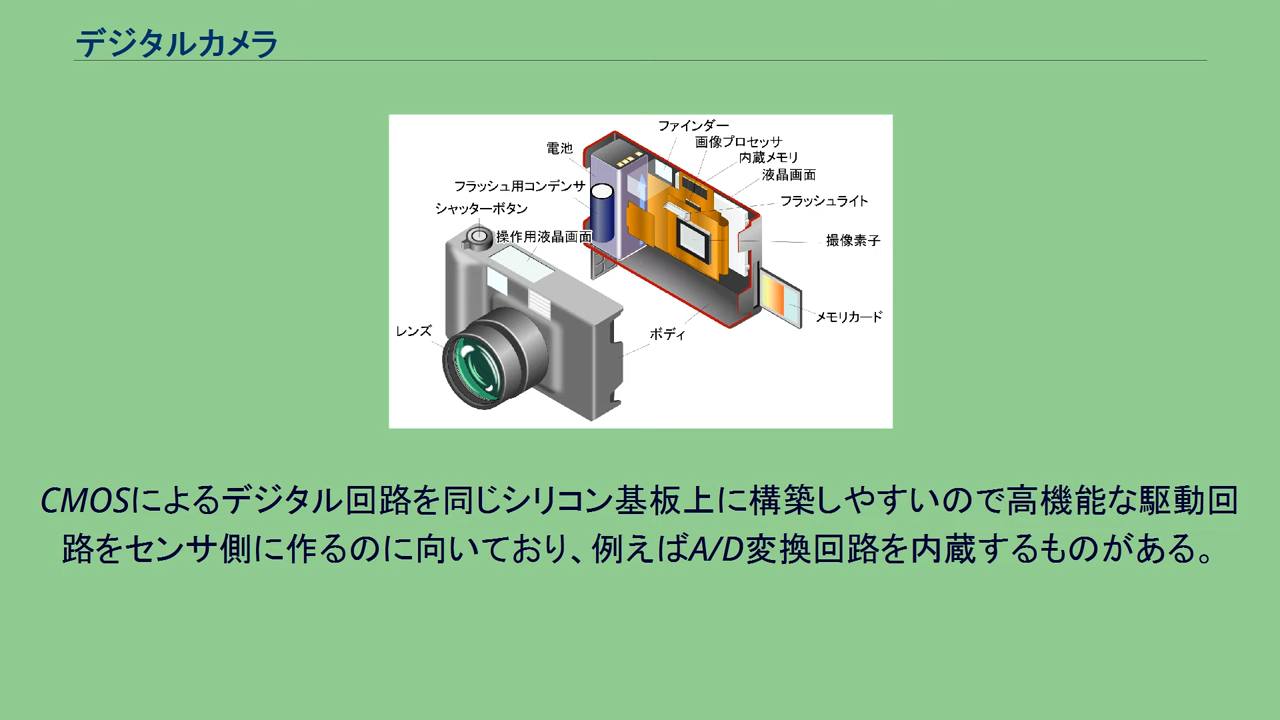 デジタルカメラ
ファインダー
画像プロセッサ
電池
内蔵メモリ
液晶画面
フラッシュ用コンデンサ
フラッシュライト
シャッターボタン
操作用液晶画面
撮像素子
メモリカード
レンズ
ボディ
CMOSによるデジタル回路を同じシリコン基板上に構築しやすいので高機能な駆動回
路をセンサ側に作るのに向いており、例えばA/D変換回路を内蔵するものがある。